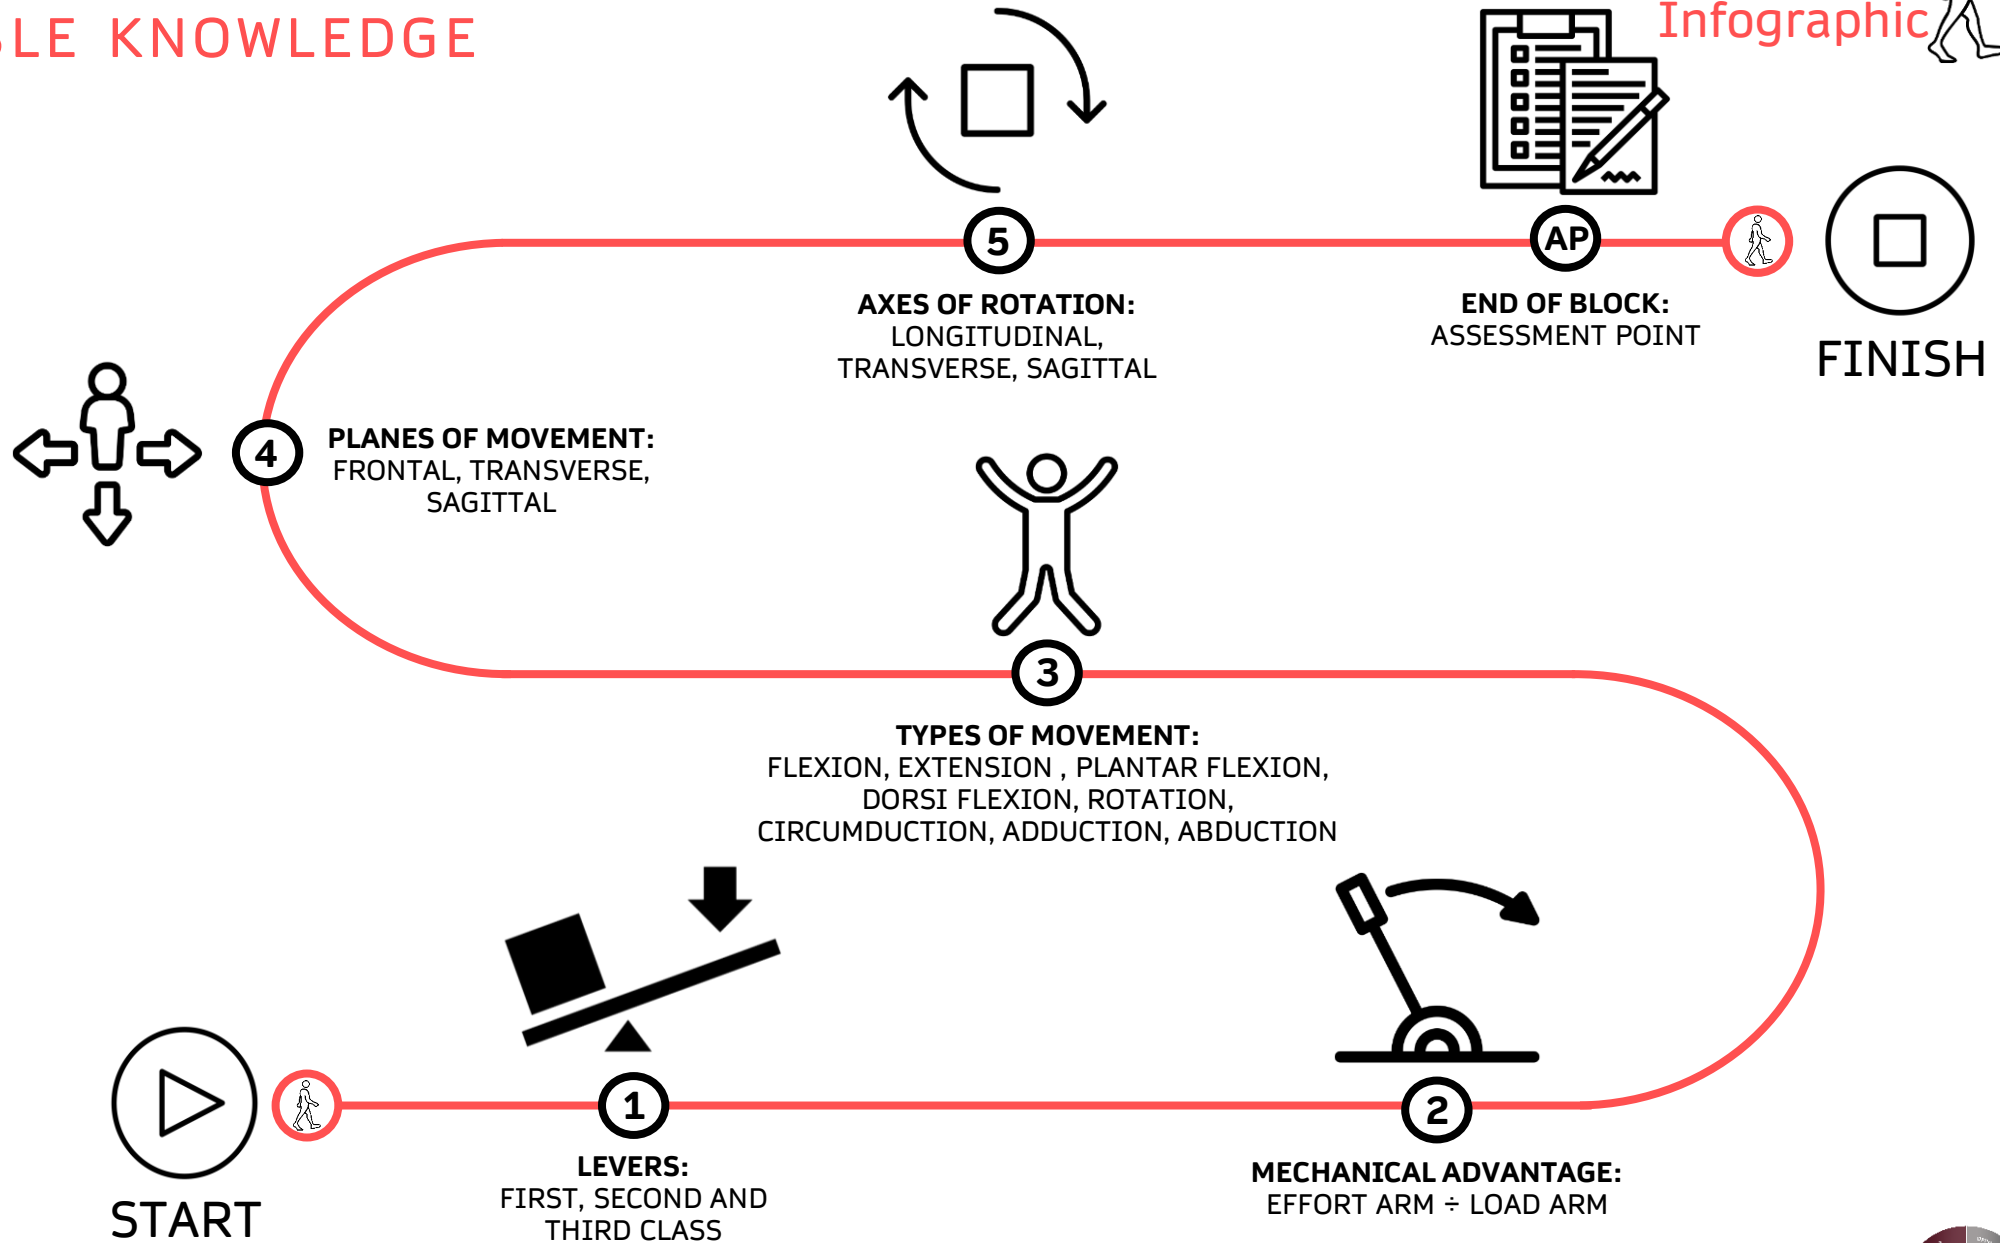 LE KNOWLEDGE
Infographic
5
AP
AXES OF ROTATION:
LONGITUDINAL,
TRANSVERSE, SAGITTAL
END OF BLOCK:
ASSESSMENT POINT
FINISH
4
PLANES OF MOVEMENT:
FRONTAL, TRANSVERSE,
SAGITTAL
3
TYPES OF MOVEMENT:
FLEXION, EXTENSION , PLANTAR FLEXION,
DORSI FLEXION, ROTATION,
CIRCUMDUCTION, ADDUCTION, ABDUCTION
START
1
LEVERS:
FIRST, SECOND AND
THIRD CLASS
2
MECHANICAL ADVANTAGE:
EFFORT ARM ÷ LOAD ARM